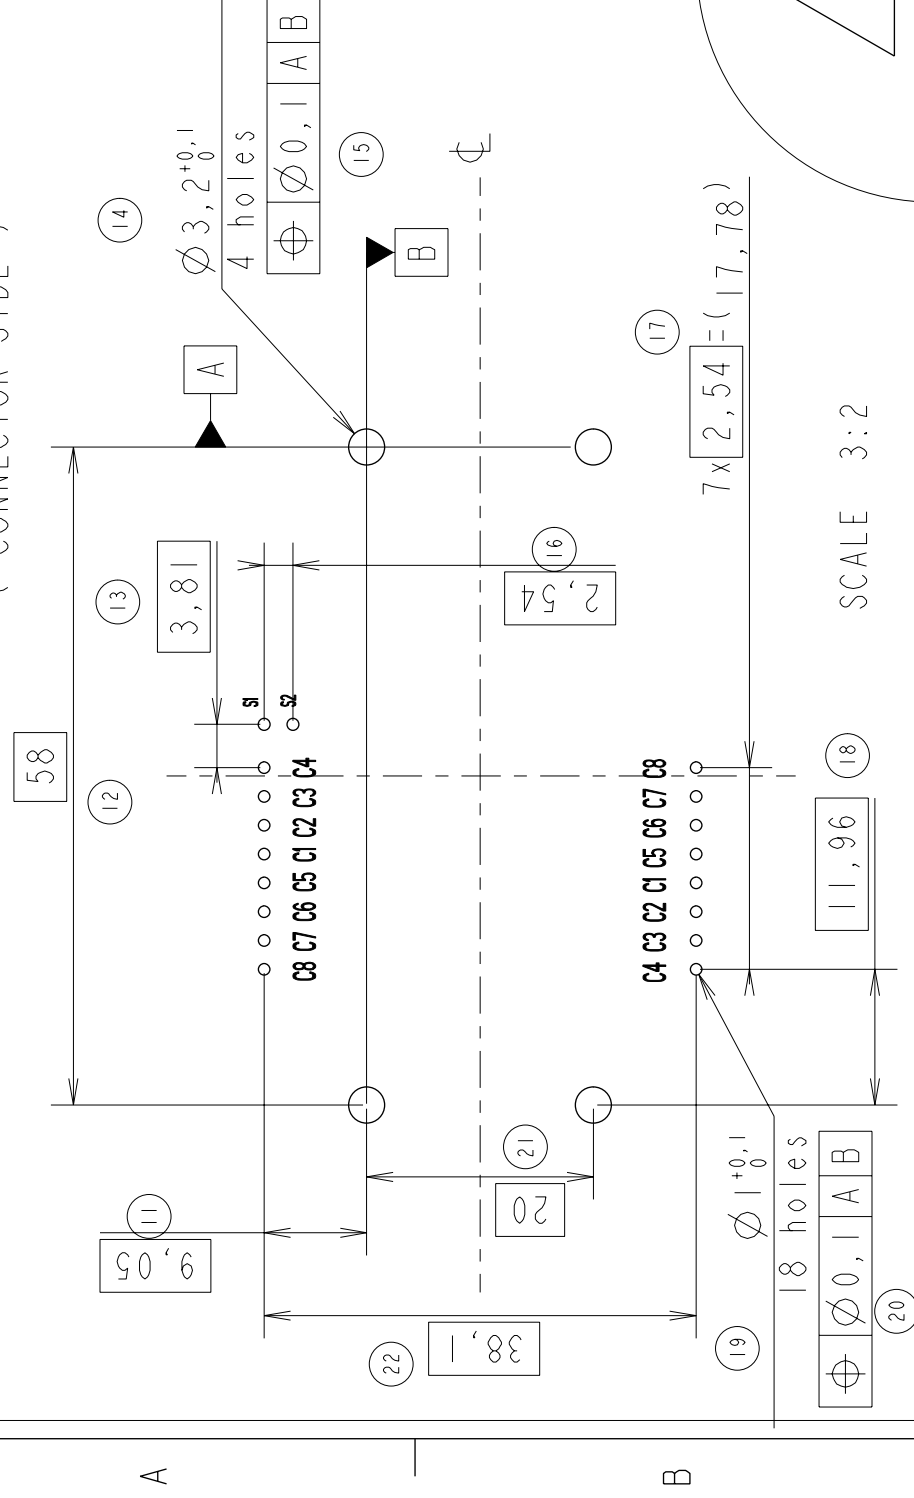 ( CONNECTOR SIDE )
58
12
13
3,81
A
14
Ø3,2 +0,1 0
4 holes
Ø0,1 A B
15
B
11
9,05
S1
S2
C8 C7 C6 C5 C1 C2 C3 C4
16
2,54
21
20
22
38,1
C4 C3 C2 C1 C5 C6 C7 C8
17
7x 2,54 =(17,78)
18
11,96
19
Ø1 +0,1 0
18 holes
Ø0,1 A B
20
SCALE 3:2
A
B